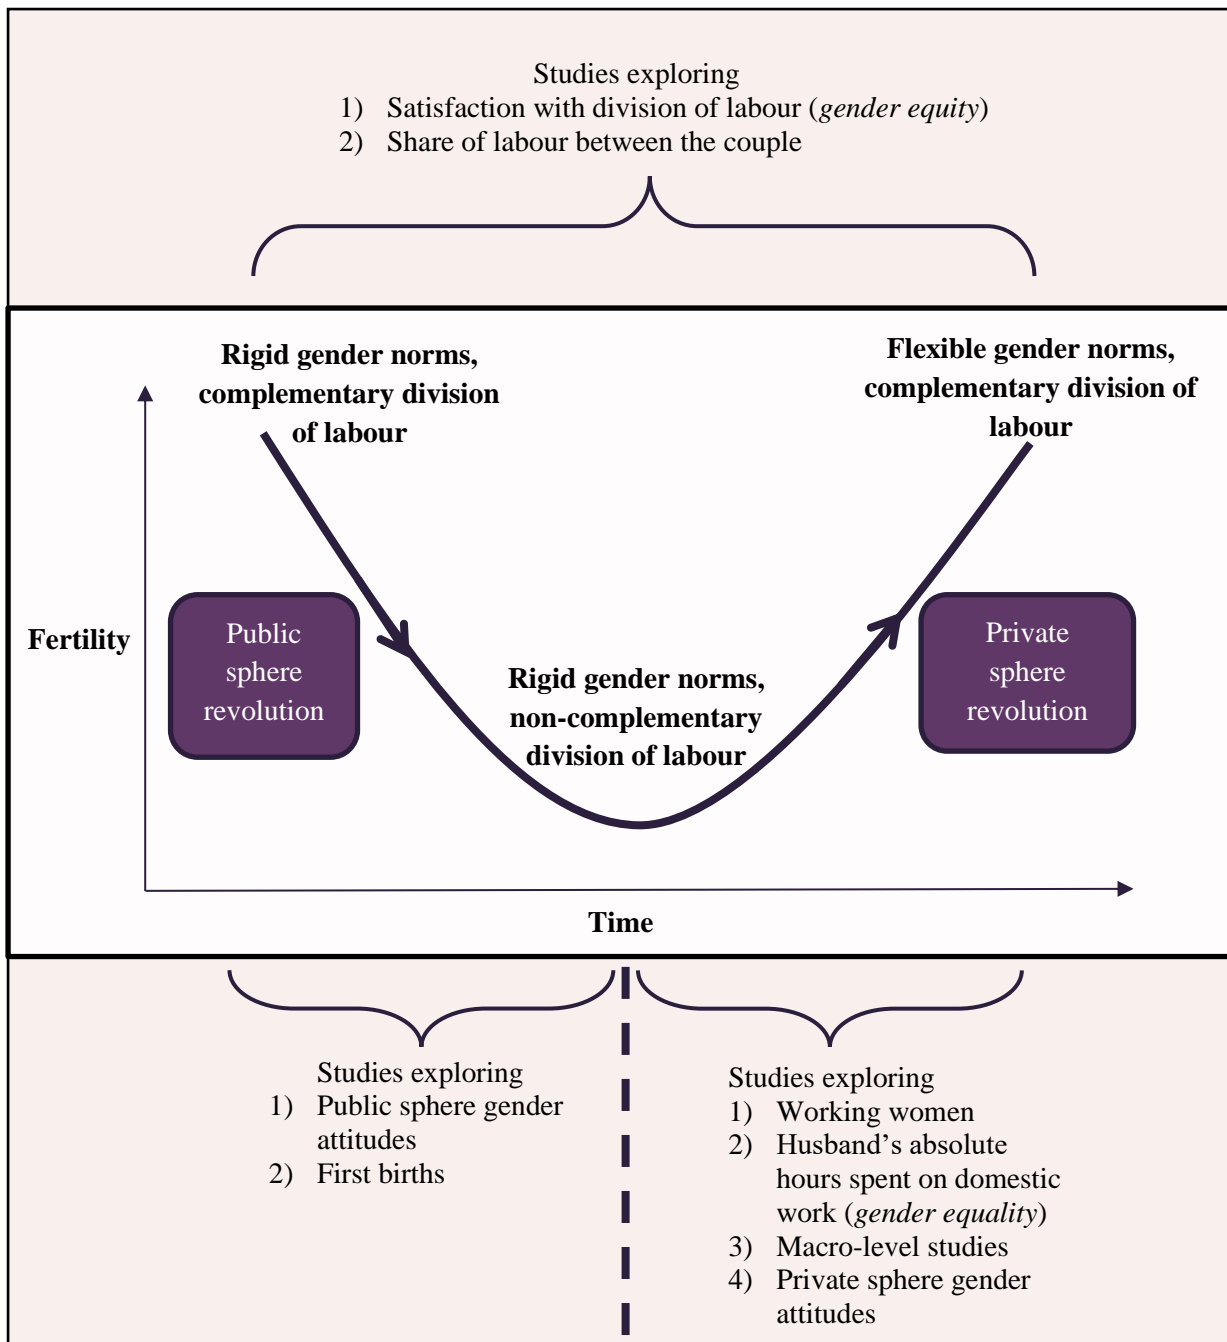 Studies exploring
1) Satisfaction with division of labour (gender equity)
2) Share of labour between the couple
Rigid gender norms,
complementary division
of labour
Flexible gender norms,
complementary division of
labour
Fertility
Public
sphere
revolution
Rigid gender norms,
non-complementary
division of labour
Private
sphere
revolution
Time
Studies exploring
1) Public sphere gender
attitudes
2) First births
Studies exploring
1) Working women
2) Husband’s absolute
hours spent on domestic
work (gender equality)
3) Macro-level studies
4) Private sphere gender
attitudes